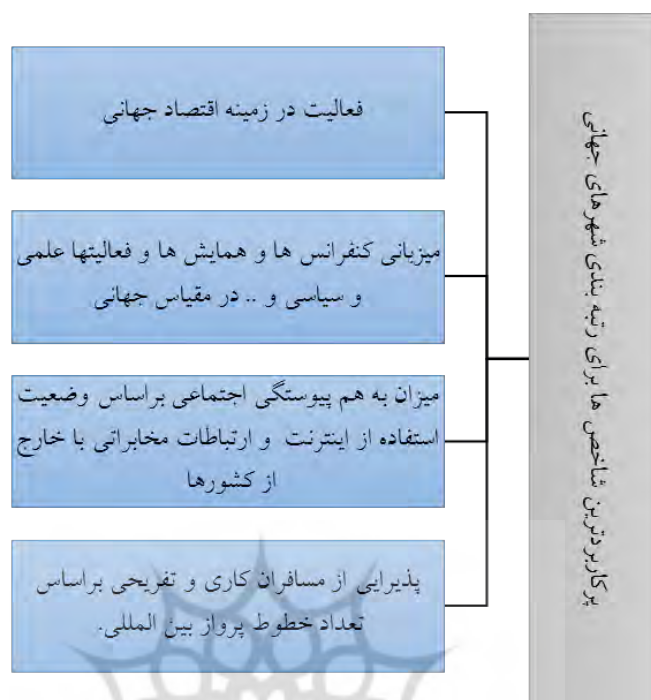 پرکاربردترین شاخص ها برای رتبه بندی شهرهای جهانی
فعالیت در زمینه اقتصاد جهانی
میزبانی کنفرانس ها و همایش ها و فعالیتها علمی
و سیاسی و .. در مقیاس جهانی
میزان به هم پیوستگی اجتماعی براساس وضعیت
استفاده از اینترنت و ارتباطات مخابراتی با خارج
از کشورها
پذیرایی از مسافران کاری و تفریحی براساس
تعداد خطوط پرواز بین المللی.